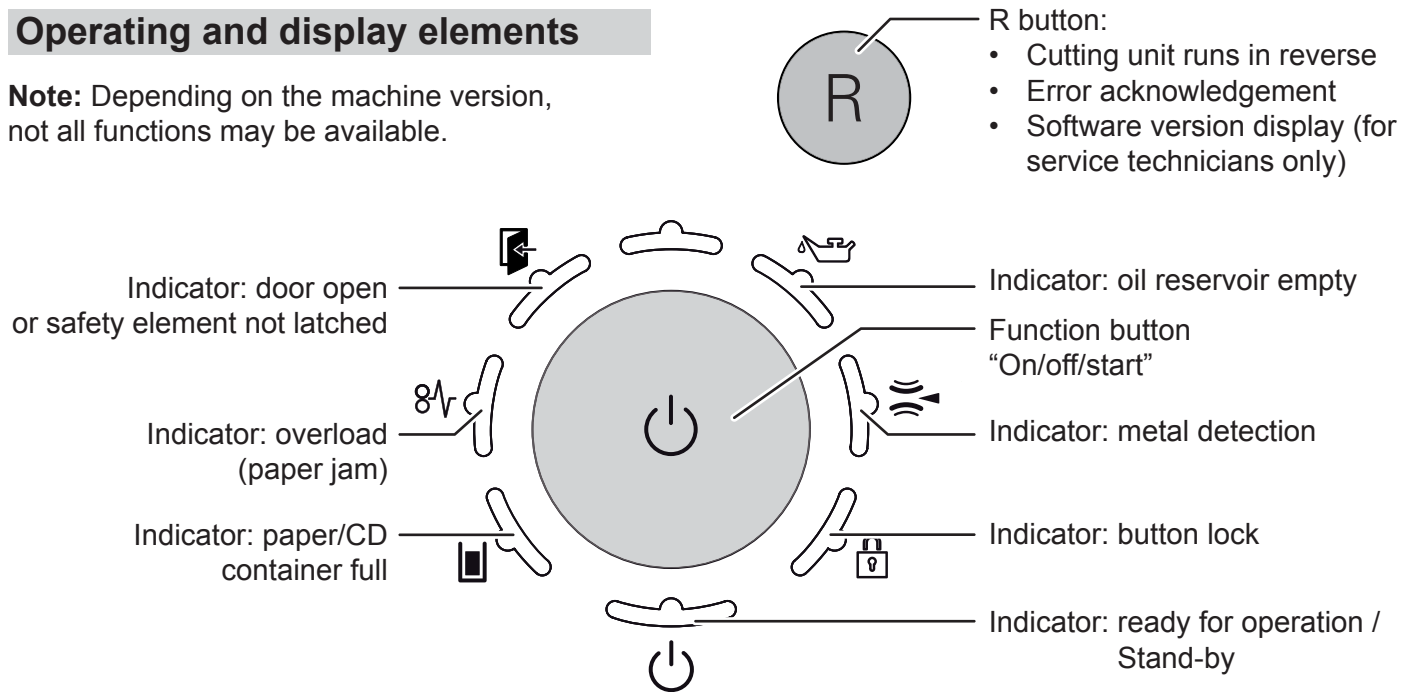 Operating and display elements
Note: Depending on the machine version,
not all functions may be available.
R
R button:
• Cutting unit runs in reverse
• Error acknowledgement
• Software version display (for
service technicians only)
Indicator: door open
or safety element not latched
Indicator: overload
(paper jam)
Indicator: paper/CD
container full
Indicator: oil reservoir empty
Function button
“On/off/start”
Indicator: metal detection
Indicator: button lock
Indicator: ready for operation /
Stand-by